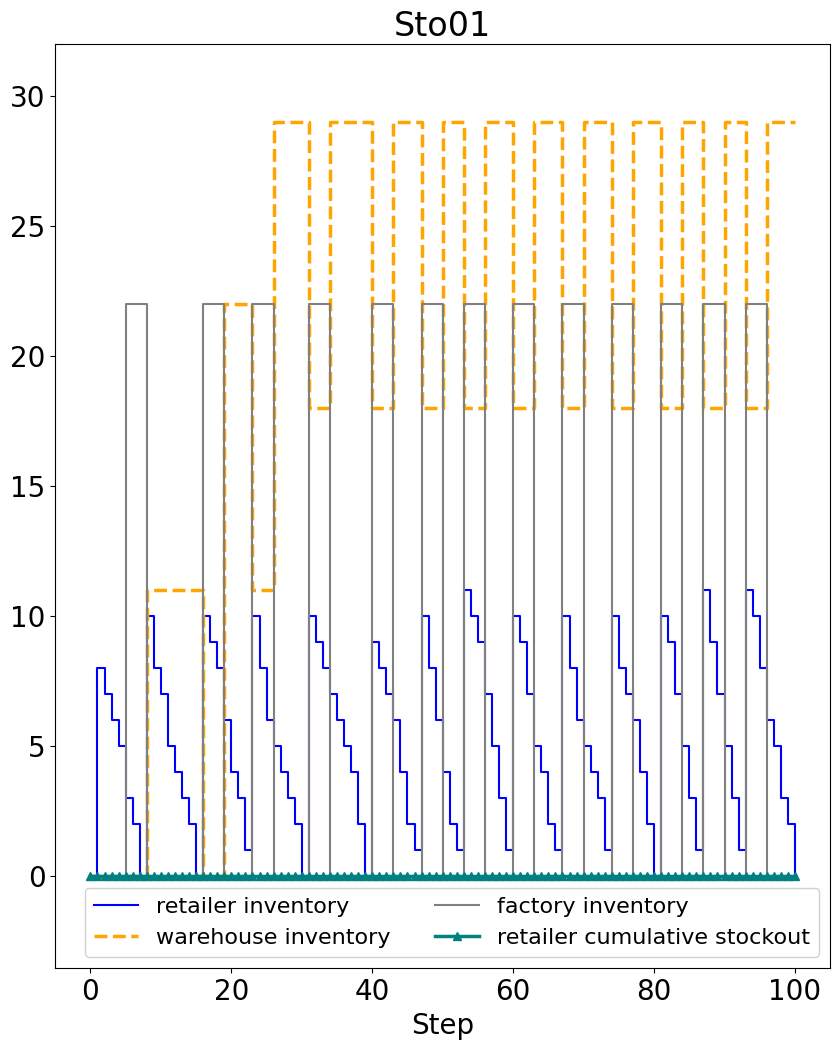 Sto01
30
25
20
15
10
5
0
retailer inventory
warehouse inventory
factory inventory
retailer cumulative stockout
0 20 40 60 80 100
Step